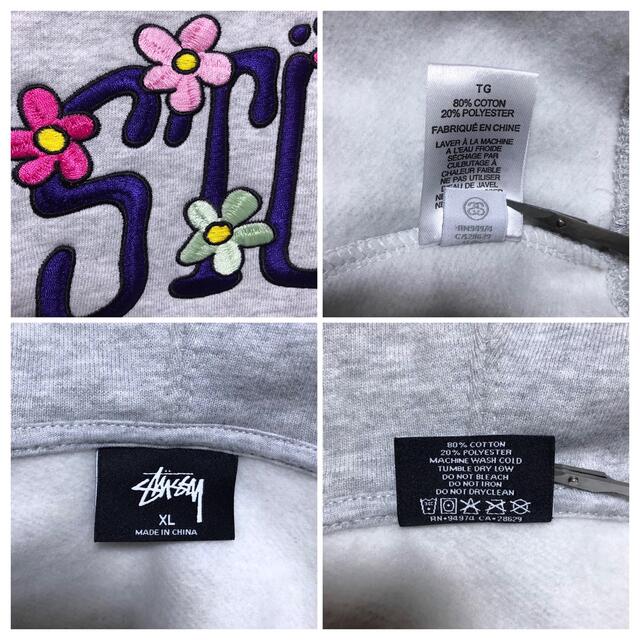 STÜ
TG
80% COTON
20% POLYESTER
FABRIQUÉ EN CHINE
LAVER À LA MACHINE
A L'EAU FROIDE
SÉCHAGE PAR
CULBUTAGE À
CHALEUR FAIBLE
NE PAS UTILISER
EAU DE JAVEL
RN94974
CA28629
Stüssy
XL
MADE IN CHINA
80% COTTON
20% POLYESTER
MACHINE WASH COLD
TUMBLE DRY LOW
DO NOT BLEACH
DO NOT IRON
DO NOT DRYCLEAN
RN•94974 CA•28629